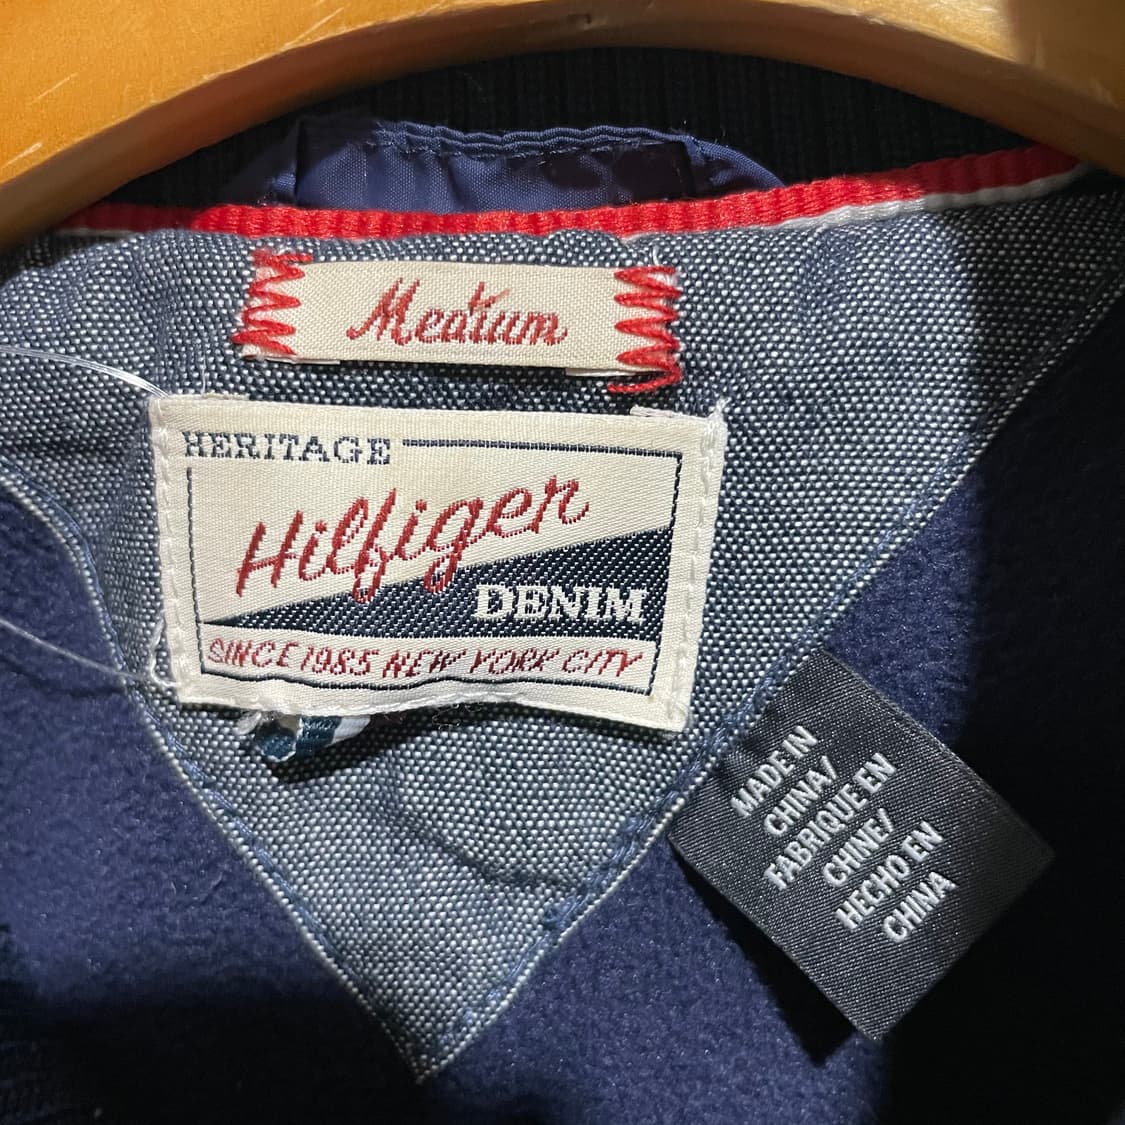 Medium
HERITAGE
Hilfiger
DENIM
SINCE 1985 NEW YORK CITY
MADE IN
CHINA/
FABRIQUE EN
CHINE/
HECHO EN
CHINA